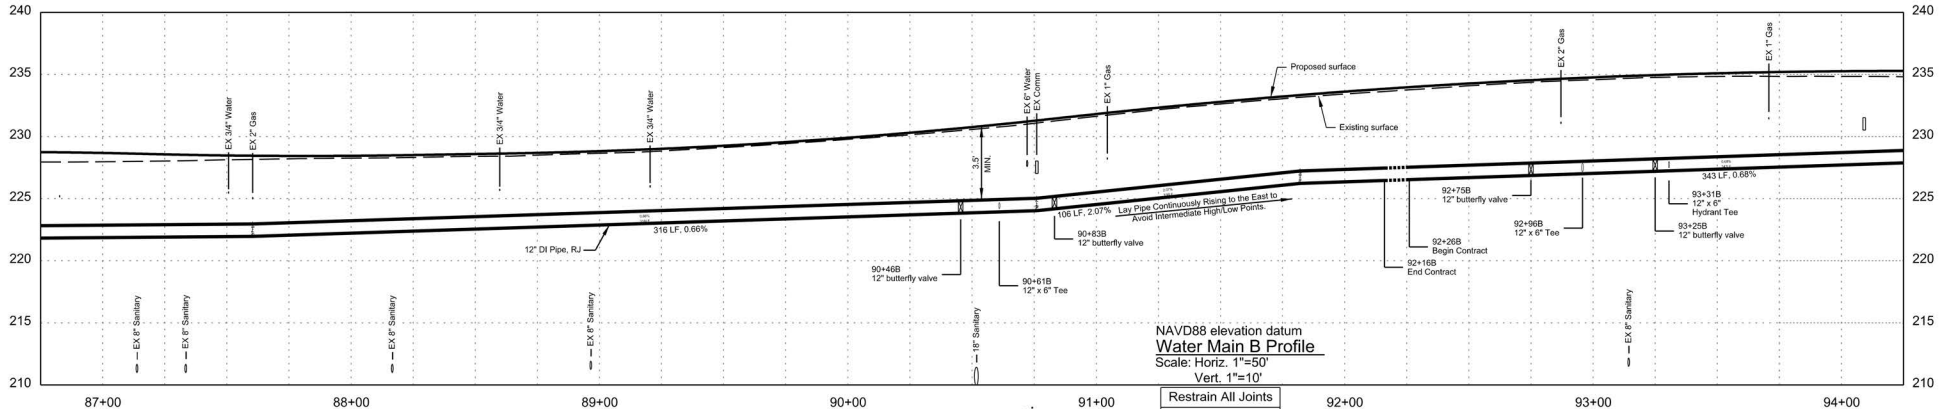 240
235
230
225
220
215
210
240
235
230
225
220
215
210
EX 3/4" Water
EX 2" Gas
EX 3/4" Water
EX 3/4" Water
EX 6" Water
EX Comm
EX 1" Gas
EX 2" Gas
EX 1" Gas
Proposed surface
Existing surface
3.5'
MIN.
316 LF, 0.66%
12" DI Pipe, RJ
106 LF, 2.07%
Lay Pipe Continuously Rising to the East to
Avoid Intermediate High/Low Points.
343 LF, 0.68%
90+46B
12" butterfly valve
90+61B
12" x 6" Tee
90+83B
12" butterfly valve
92+16B
End Contract
92+26B
Begin Contract
92+75B
12" butterfly valve
92+96B
12" x 6" Tee
93+31B
12" x 6"
Hydrant Tee
93+25B
12" butterfly valve
EX 8" Sanitary
EX 8" Sanitary
EX 8" Sanitary
EX 8" Sanitary
18" Sanitary
EX 8" Sanitary
NAVD88 elevation datum
Water Main B Profile
Scale: Horiz. 1"=50'
Vert. 1"=10'
Restrain All Joints
87+00
88+00
89+00
90+00
91+00
92+00
93+00
94+00